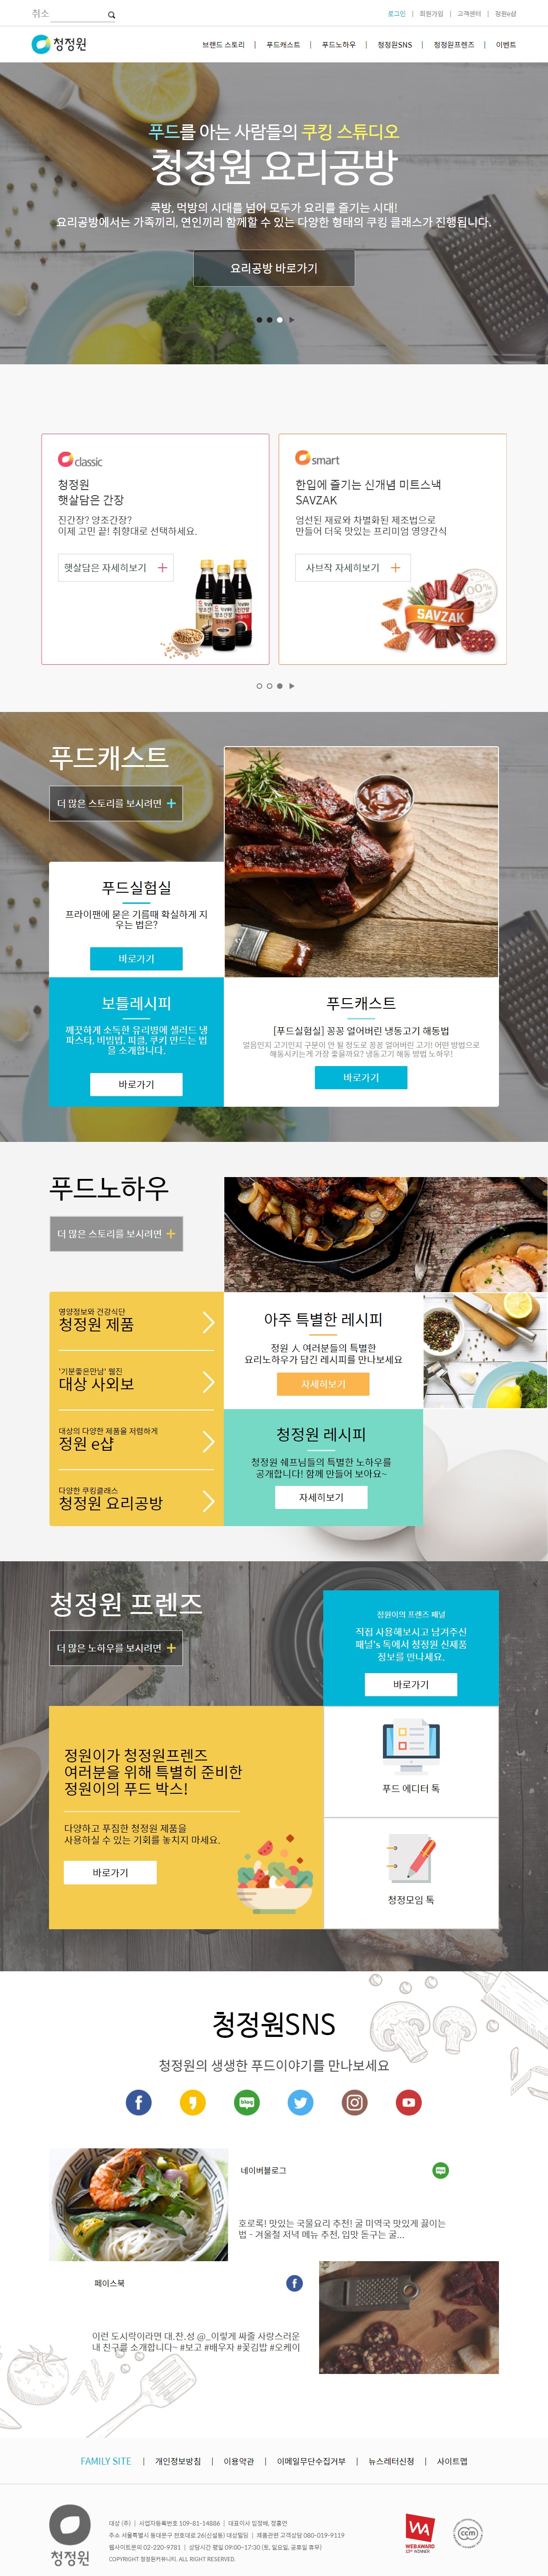 취소
로그인 | 회원가입 | 고객센터 | 정원e샵
청정원
브랜드 스토리 | 푸드캐스트 | 푸드노하우 | 청정원SNS | 청정원프렌즈 | 이벤트
푸드를 아는 사람들의 쿠킹 스튜디오
청정원 요리공방
쿡방, 먹방의 시대를 넘어 모두가 요리를 즐기는 시대!
요리공방에서는 가족끼리, 연인끼리 함께할 수 있는 다양한 형태의 쿠킹 클래스가 진행됩니다.
요리공방 바로가기
classic
청정원
햇살담은 간장
진간장? 양조간장?
이제 고민 끝! 취향대로 선택하세요.
햇살담은 자세히보기 +
smart
한입에 즐기는 신개념 미트스낵
SAVZAK
엄선된 재료와 차별화된 제조법으로
만들어 더욱 맛있는 프리미엄 영양간식
사브작 자세히보기 +
100%
SAVZAK
푸드캐스트
더 많은 스토리를 보시려면 +
푸드실험실
프라이팬에 묻은 기름때 확실하게 지
우는 법은?
바로가기
보틀레시피
깨끗하게 소독한 유리병에 샐러드 냉
파스타, 비빔밥, 피클, 쿠키 만드는 법
을 소개합니다.
바로가기
푸드캐스트
[푸드실험실] 꽁꽁 얼어버린 냉동고기 해동법
얼음인지 고기인지 구분이 안 될 정도로 꽁꽁 얼어버린 고기! 어떤 방법으로
해동시키는게 가장 좋을까요? 냉동고기 해동 방법 노하우!
바로가기
푸드노하우
더 많은 스토리를 보시려면 +
영양정보와 건강식단
청정원 제품
'기분좋은만남' 웹진
대상 사외보
대상의 다양한 제품을 저렴하게
정원 e샵
다양한 쿠킹클래스
청정원 요리공방
아주 특별한 레시피
정원 人 여러분들의 특별한
요리노하우가 담긴 레시피를 만나보세요
자세히보기
청정원 레시피
청정원 쉐프님들의 특별한 노하우를
공개합니다! 함께 만들어 보아요~
자세히보기
청정원 프렌즈
더 많은 노하우를 보시려면 +
정원이의 프렌즈 패널
직접 사용해보시고 남겨주신
패널's 톡에서 청정원 신제품
정보를 만나세요.
바로가기
정원이가 청정원프렌즈
여러분을 위해 특별히 준비한
정원이의 푸드 박스!
다양하고 푸짐한 청정원 제품을
사용하실 수 있는 기회를 놓치지 마세요.
바로가기
푸드 에디터 톡
청정모임 톡
청정원SNS
청정원의 생생한 푸드이야기를 만나보세요
blog
네이버블로그
호로록! 맛있는 국물요리 추천! 굴 미역국 맛있게 끓이는
법 - 겨울철 저녁 메뉴 추천, 입맛 돋구는 굴...
페이스북
이런 도시락이라면 대.찬.성 @_이렇게 싸줄 사랑스러운
내 친구를 소개합니다~ #보고 #배우자 #꽃김밥 #오케이
FAMILY SITE | 개인정보방침 | 이용약관 | 이메일무단수집거부 | 뉴스레터신청 | 사이트맵
청정원
대상 (주) | 사업자등록번호 109-81-14886 | 대표이사 임정배, 정홍언
주소 서울특별시 동대문구 천호대로 26(신설동) 대상빌딩 | 제품관련 고객상담 080-019-9119
웹사이트문의 02-220-9781 | 상담시간 평일 09:00~17:30 (토, 일요일, 공휴일 휴무)
COPYRIGHT 청정원커뮤니티. ALL RIGHT RESERVED.
WA
WEB AWARD
WINNER
ccm